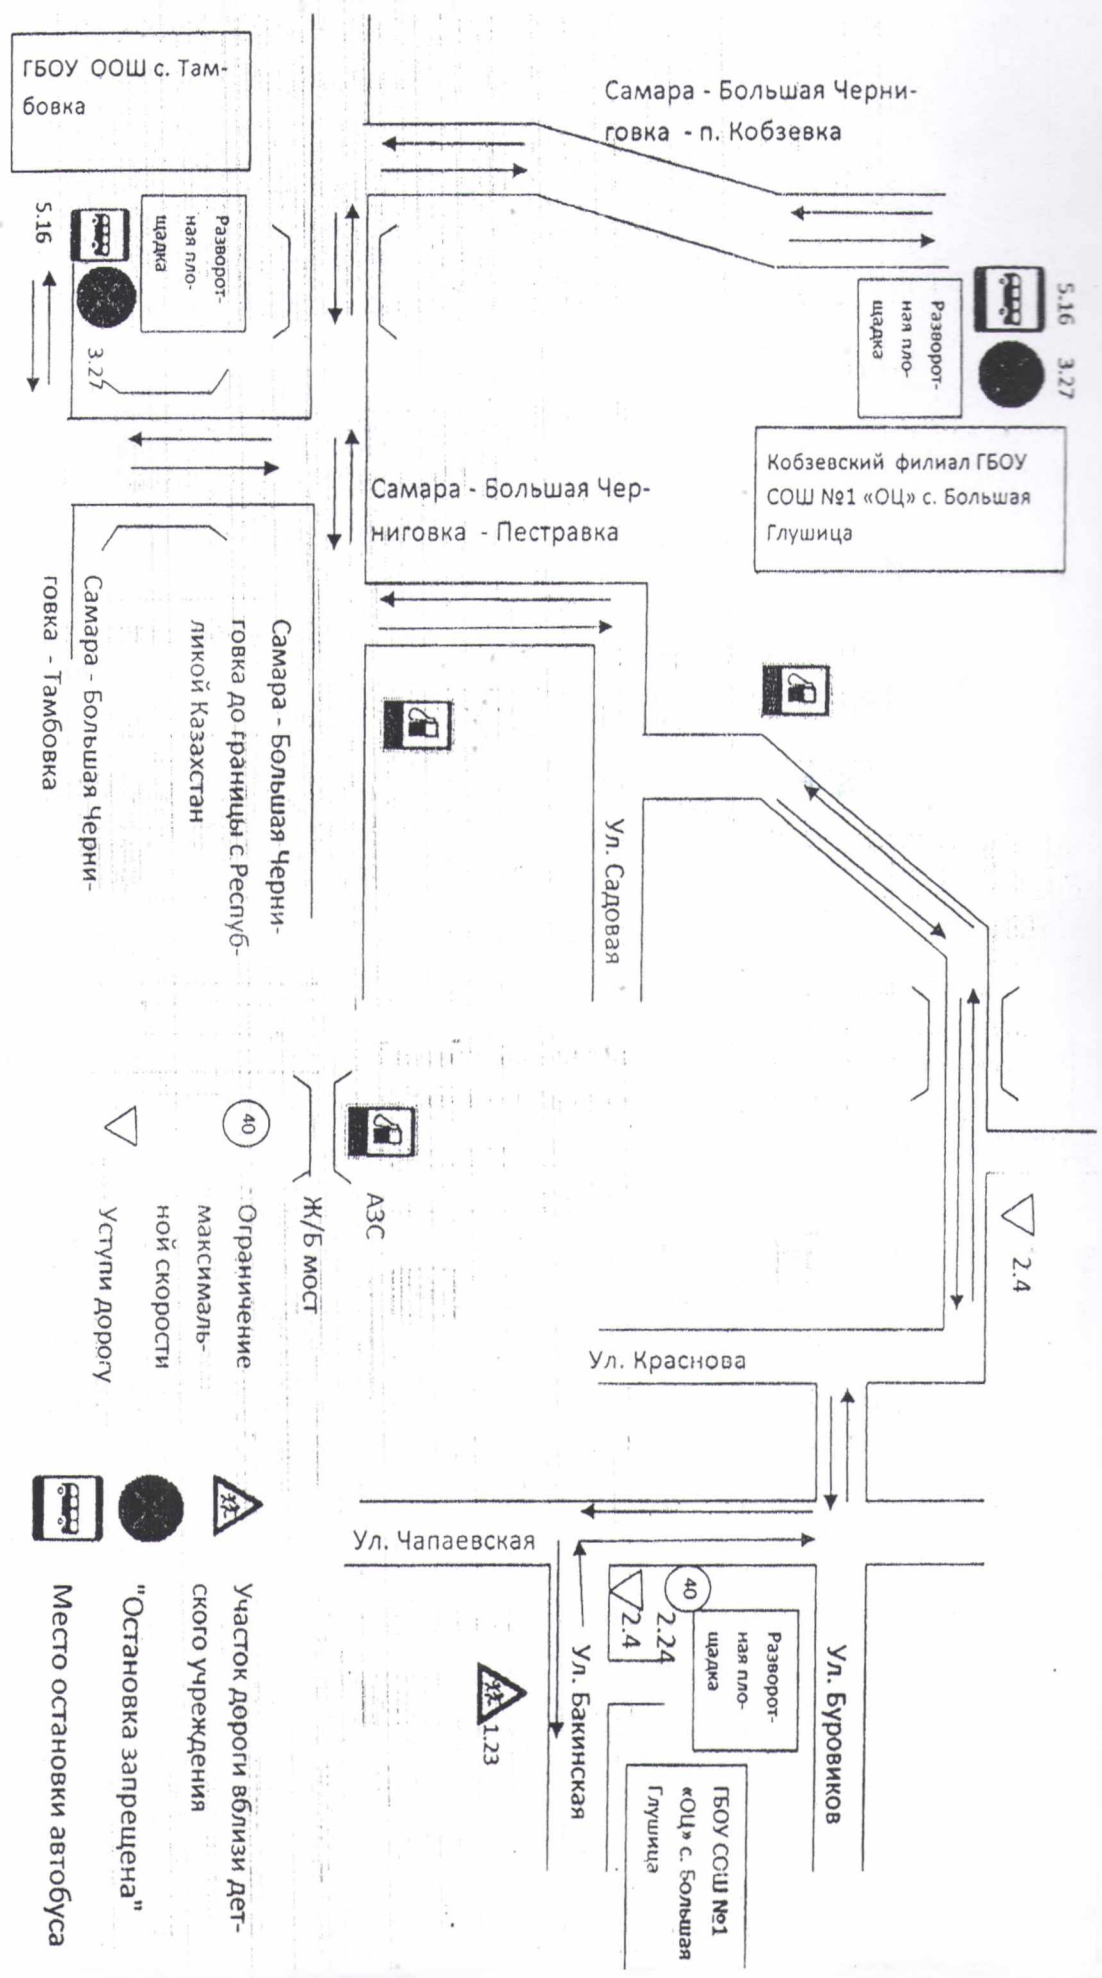 ГБОУ ООШ с. Там-
бовка
Самара - Большая Черни-
говка - п. Кобзевка
5.16
3.27
Разворот-
ная пло-
щадка
5.16
3.27
Разворот-
ная пло-
щадка
Кобзевский филиал ГБОУ
СОШ №1 «ОЦ» с. Большая
Глушица
Самара - Большая Чер-
ниговка - Пестравка
Самара - Большая Черни-
говка до границы с Респуб-
ликой Казахстан
Самара - Большая Черни-
говка - Тамбовка
Ул. Садовая
2.4
Ул. Краснова
Ул. Чапаевская
40
2.24
2.4
Разворот-
ная пло-
щадка
Ул. Буровиков
Ул. Бакинская
1.23
ГБОУ СОШ №1
«ОЦ» с. Большая
Глушица
АЗС
Ж/Б мост
40
- Ограничение
максималь-
ной скорости
Уступи дорогу
Участок дороги вблизи дет-
ского учреждения
"Остановка запрещена"
Место остановки автобуса